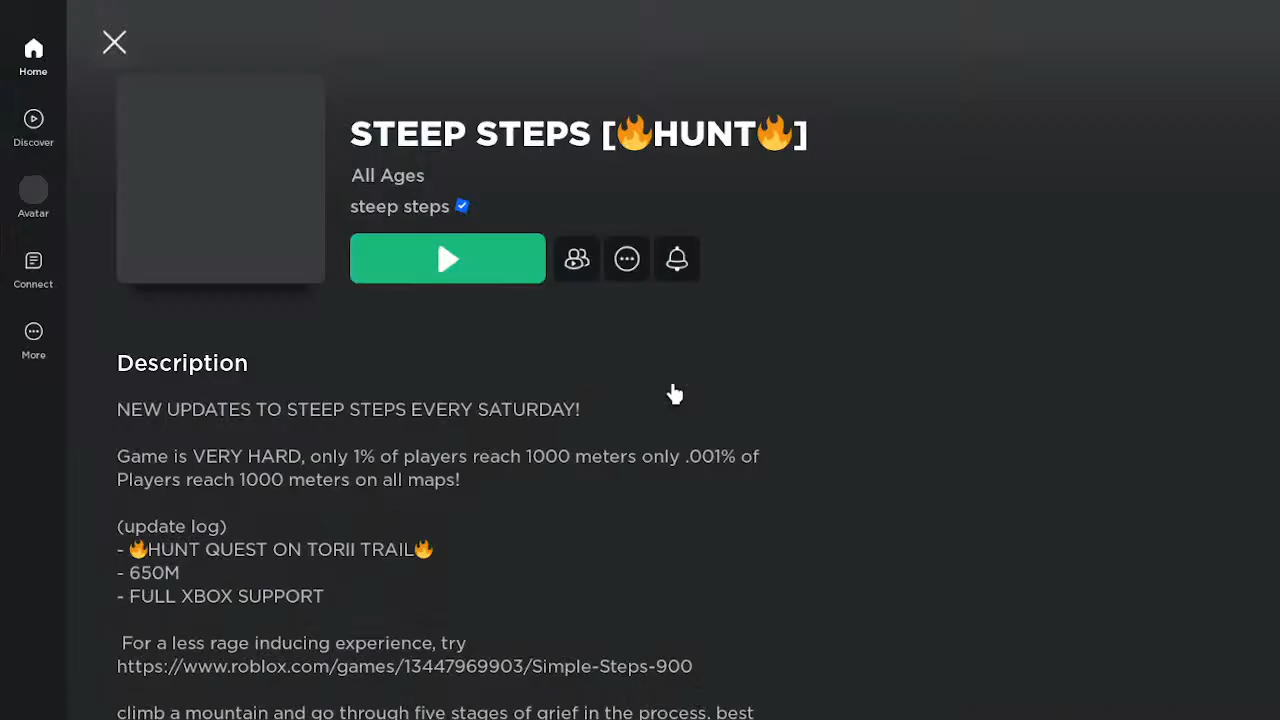 Home
Discover
Avatar
Connect
More
STEEP STEPS [🔥HUNT🔥]
All Ages
steep steps
Description
NEW UPDATES TO STEEP STEPS EVERY SATURDAY!
Game is VERY HARD, only 1% of players reach 1000 meters only .001% of
Players reach 1000 meters on all maps!
(update log)
- 🔥HUNT QUEST ON TORII TRAIL🔥
- 650M
- FULL XBOX SUPPORT
For a less rage inducing experience, try
https://www.roblox.com/games/13447969903/Simple-Steps-900
climb a mountain and go through five stages of grief in the process. best